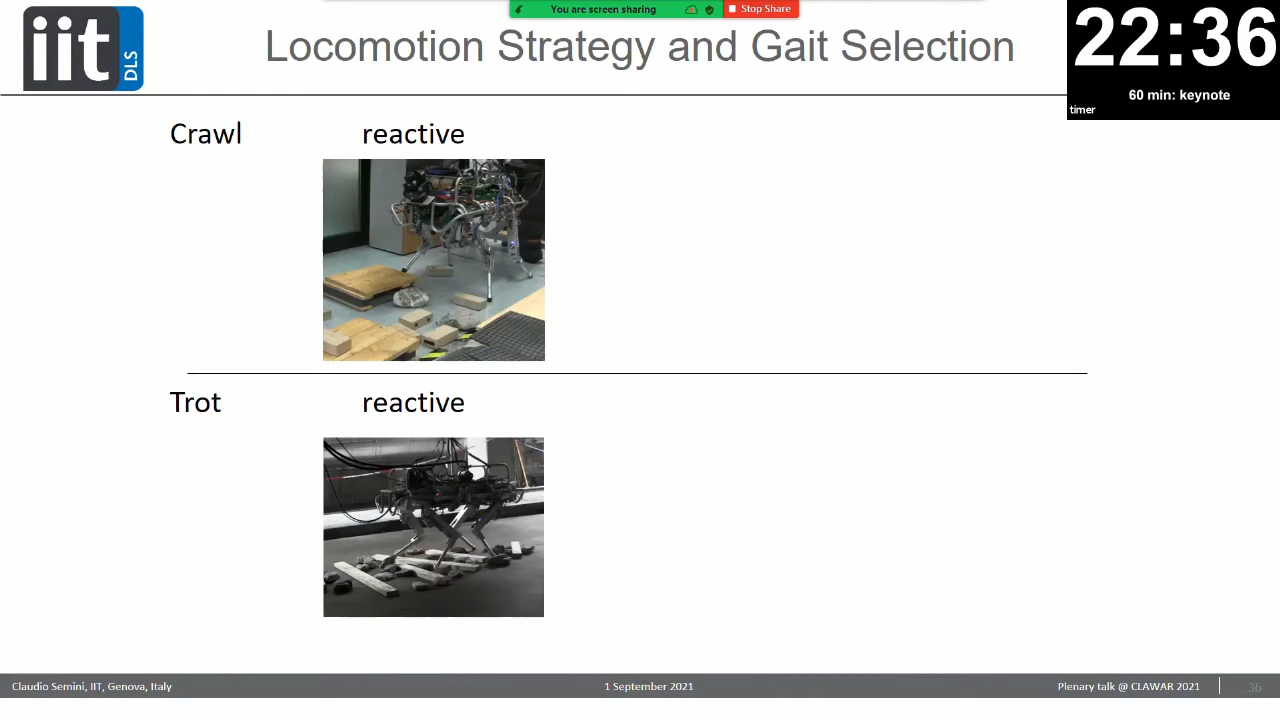 You are screen sharing
Stop Share
iit
DLS
Locomotion Strategy and Gait Selection
22:36
60 min: keynote
timer
Crawl
reactive
Trot
reactive
Claudio Semini, IIT, Genova, Italy
1 September 2021
Plenary talk @ CLAWAR 2021
36